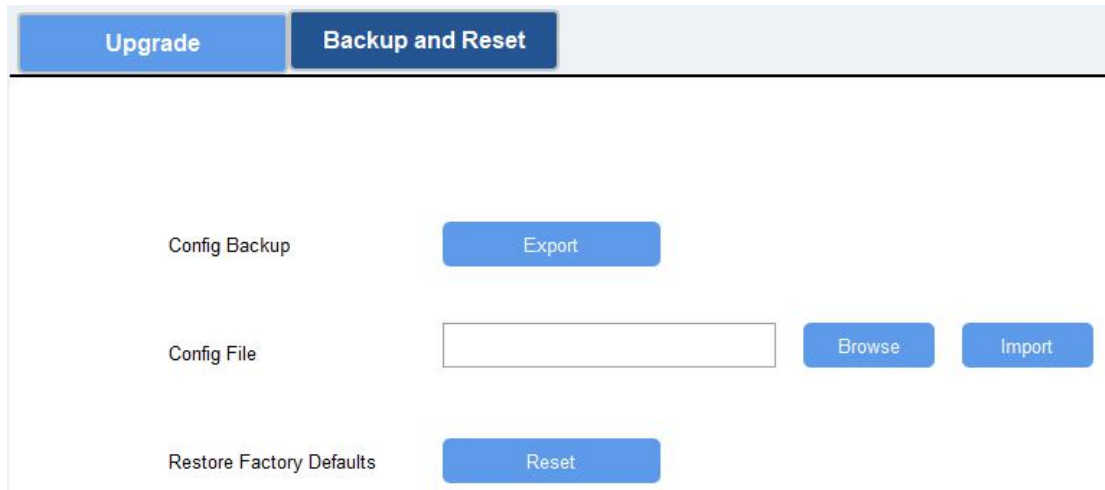 Upgrade Backup and Reset
Config Backup Export
Config File Browse Import
Restore Factory Defaults Reset